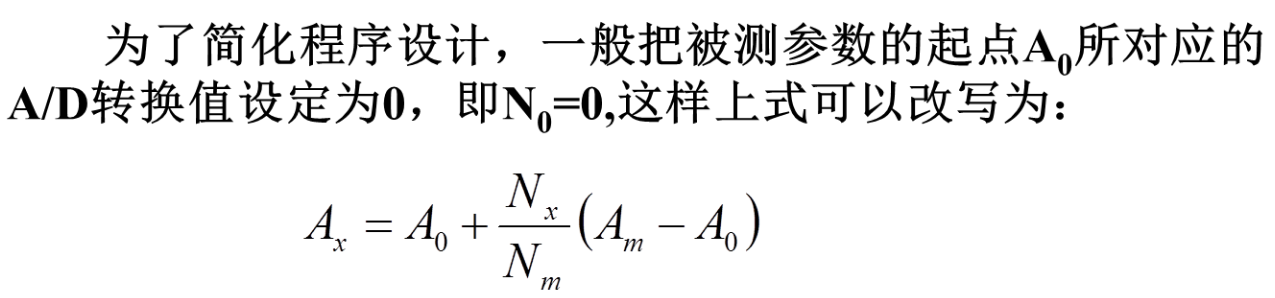 为了简化程序设计，一般把被测参数的起点A₀所对应的
A/D转换值设定为0，即N₀=0,这样上式可以改写为：
Aₓ = A₀ + Nₓ/Nₘ (Aₘ − A₀)